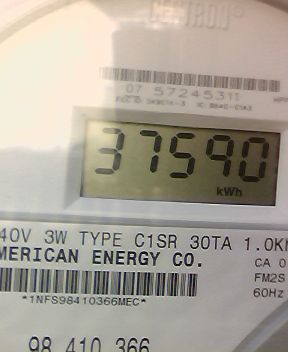 CENTRON®
07 57245311
37590
kWh
40V 3W TYPE C1SR 30TA 1.0K
MERICAN ENERGY CO.
CA 0
FM2S
60Hz
*1NFS98410366MEC*
98 410 366